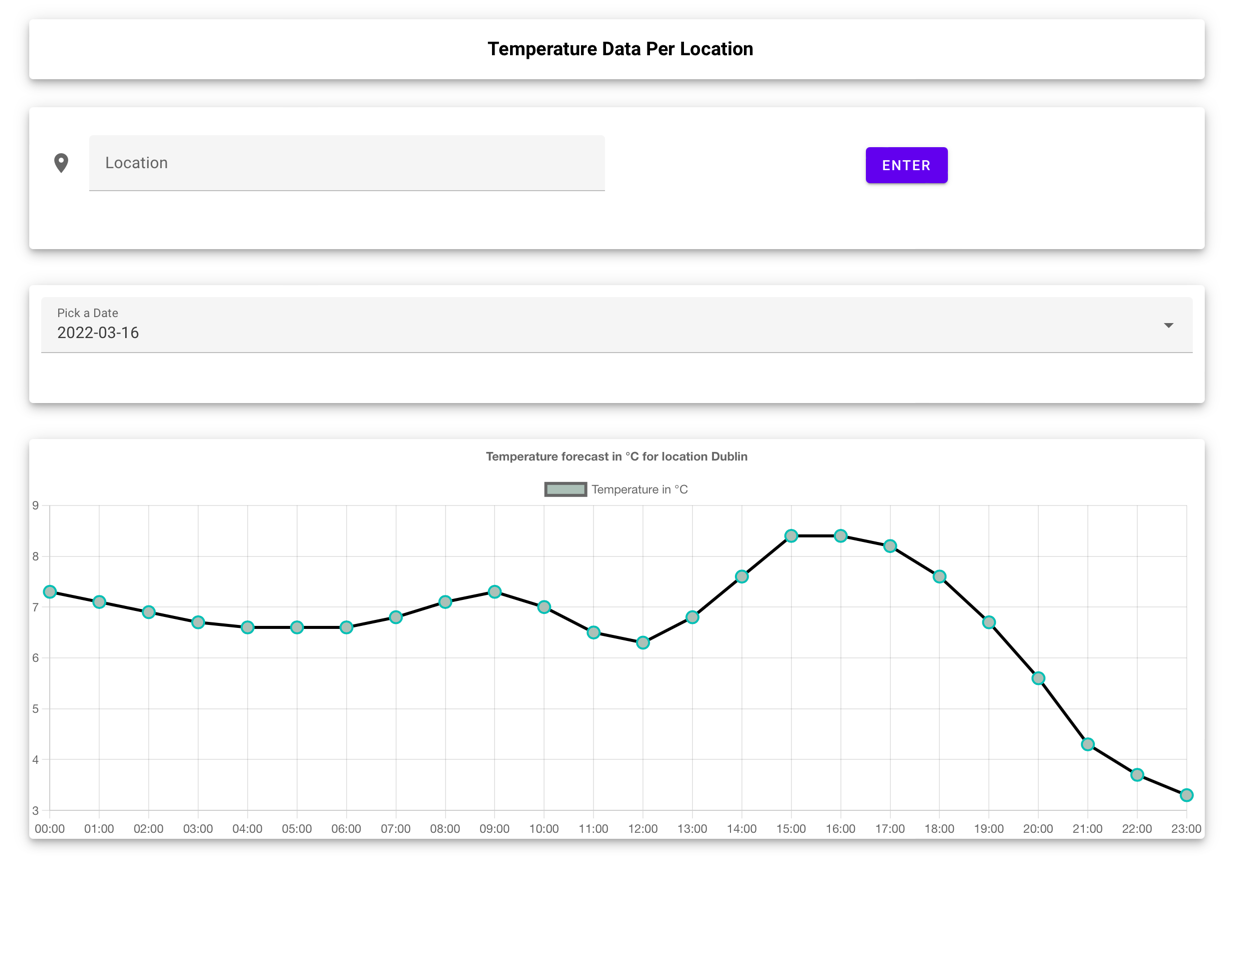 Temperature Data Per Location
Location
ENTER
Pick a Date
2022-03-16
Temperature forecast in °C for location Dublin
Temperature in °C
9
8
7
6
5
4
3
00:00 01:00 02:00 03:00 04:00 05:00 06:00 07:00 08:00 09:00 10:00 11:00 12:00 13:00 14:00 15:00 16:00 17:00 18:00 19:00 20:00 21:00 22:00 23:00